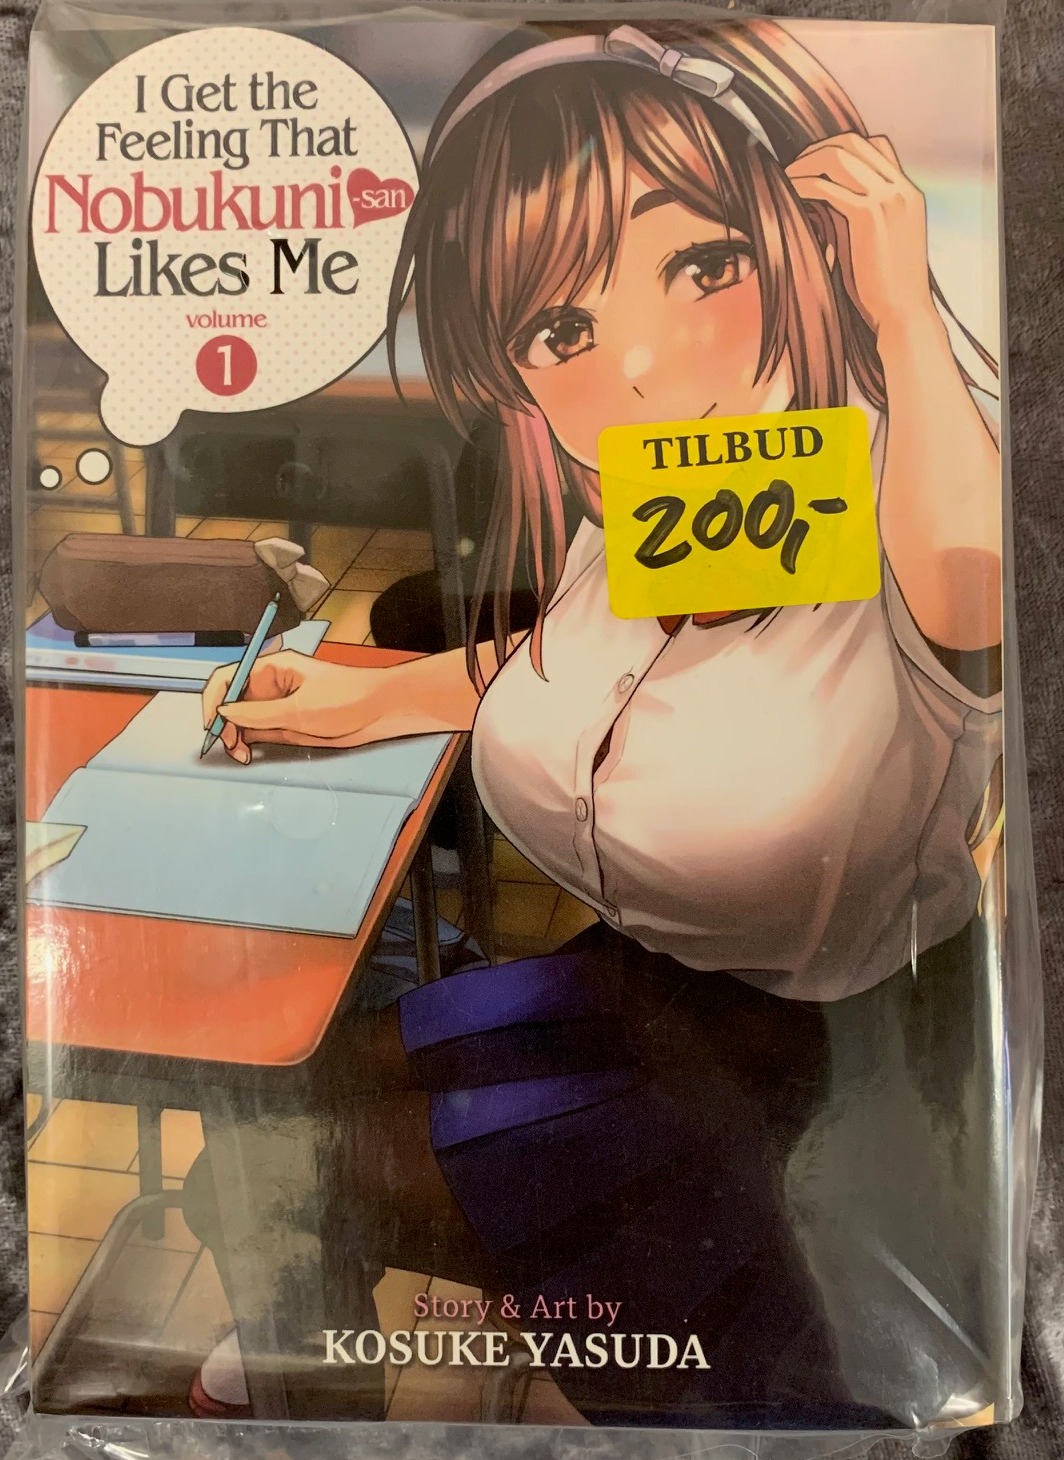 I Get the
Feeling That
Nobukuni-san
Likes Me
volume
1
TILBUD
200,-
Story & Art by
KOSUKE YASUDA